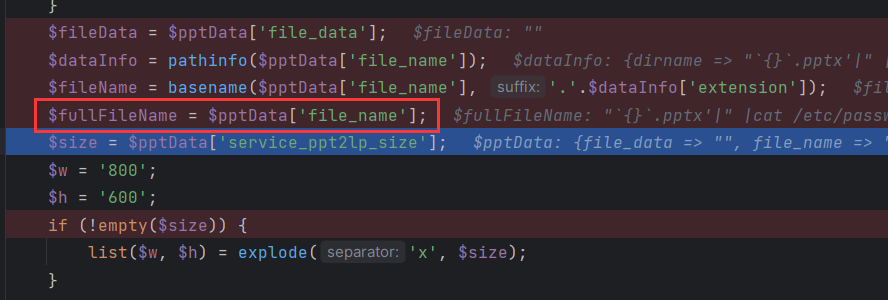 }
$fileData = $pptData['file_data'];   $fileData: ""
$dataInfo = pathinfo($pptData['file_name']);   $dataInfo: {dirname => "`{}`.pptx'|" |
$fileName = basename($pptData['file_name'], suffix: '.'.$dataInfo['extension']);   $fil
$fullFileName = $pptData['file_name'];   $fullFileName: "`{}`.pptx'|" |cat /etc/passw
$size = $pptData['service_ppt2lp_size'];   $pptData: {file_data => "", file_name => "
$w = '800';
$h = '600';
if (!empty($size)) {
list($w, $h) = explode( separator: 'x', $size);
}